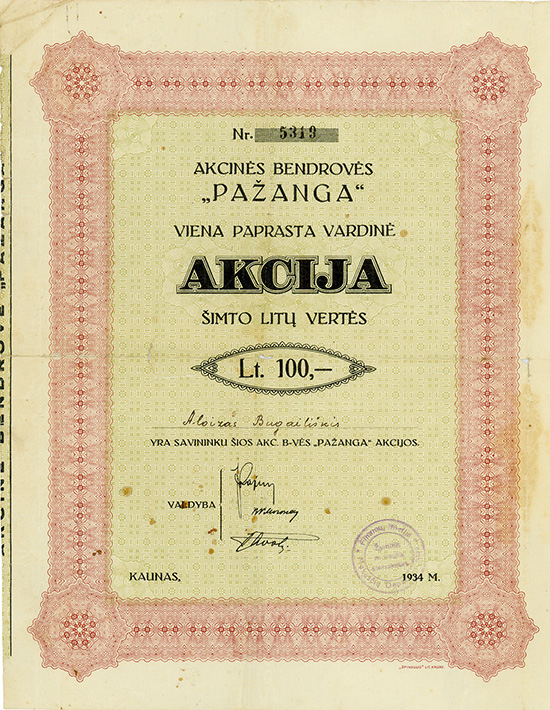 Nr. 5319
AKCINĖS BENDROVĖS
„PAŽANGA“
VIENA PAPRASTA VARDINĖ
AKCIJA
ŠIMTO LITŲ VERTĖS
Lt. 100,—
Aloizas Bugailiškis
YRA SAVININKU ŠIOS AKC. B-VĖS „PAŽANGA“ AKCIJOS.
VALDYBA
KAUNAS,
1934 M.
AKCINĖ BENDROVĖ „PAŽANGA“